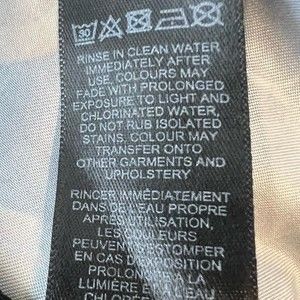 30
RINSE IN CLEAN WATER
IMMEDIATELY AFTER
USE, COLOURS MAY
FADE WITH PROLONGED
EXPOSURE TO LIGHT AND
CHLORINATED WATER,
DO NOT RUB ISOLATED
STAINS, COLOUR MAY
TRANSFER ONTO
OTHER GARMENTS AND
UPHOLSTERY
RINCER IMMÉDIATEMENT
DANS DE L'EAU PROPRE
APRÈS UTILISATION,
LES COULEURS
PEUVENT S'ESTOMPER
EN CAS D'EXPOSITION
PROLONGÉE À LA
LUMIÈRE ET À L'EAU